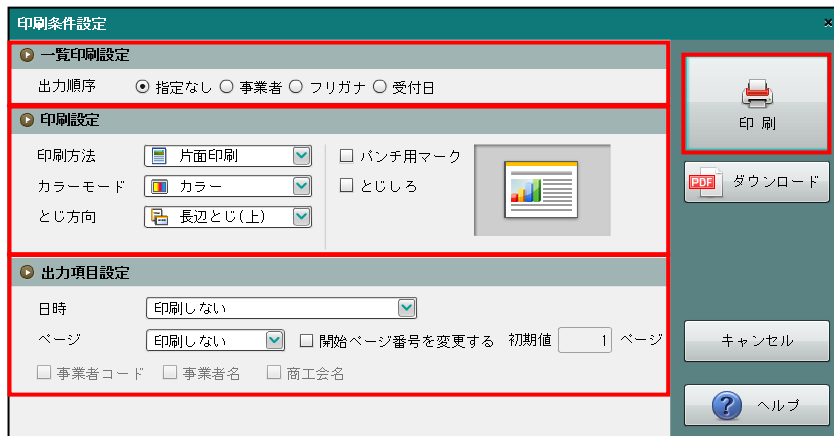 印刷条件設定 ×
一覧印刷設定
出力順序 指定なし 事業者 フリガナ 受付日
印刷設定
印刷方法 片面印刷 パンチ用マーク
カラーモード カラー とじしろ
とじ方向 長辺とじ(上)
出力項目設定
日時 印刷しない
ページ 印刷しない 開始ページ番号を変更する 初期値 1 ページ
事業者コード 事業者名 商工会名
印 刷
PDF ダウンロード
キャンセル
? ヘルプ